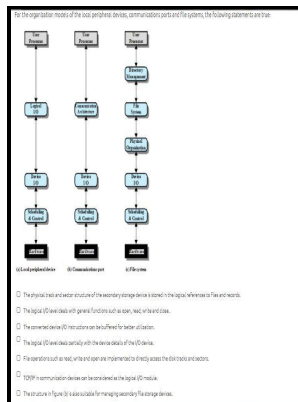 For the organization models of the local peripheral devices, communications ports and file systems, the following statements are true:
User
Processes
User
Processes
User
Processes
Directory
Management
Logical
I/O
Communication
Architecture
File
System
Physical
Organization
Device
I/O
Device
I/O
Device
I/O
Scheduling
& Control
Scheduling
& Control
Scheduling
& Control
Hardware
Hardware
Hardware
(a) Local peripheral device
(b) Communications port
(c) File system
The physical track and sector structure of the secondary storage device is stored in the logical references to files and records.
The logical I/O level deals with general functions such as open, read, write and close.
The converted device I/O instructions can be buffered for better utilization.
The logical I/O level deals partially with the device details of the I/O device.
File operations such as read, write and open are implemented to directly access the disk tracks and sectors.
TCP/IP in communication devices can be considered as the logical I/O module.
The structure in Figure (b) is also suitable for managing secondary file storage devices.